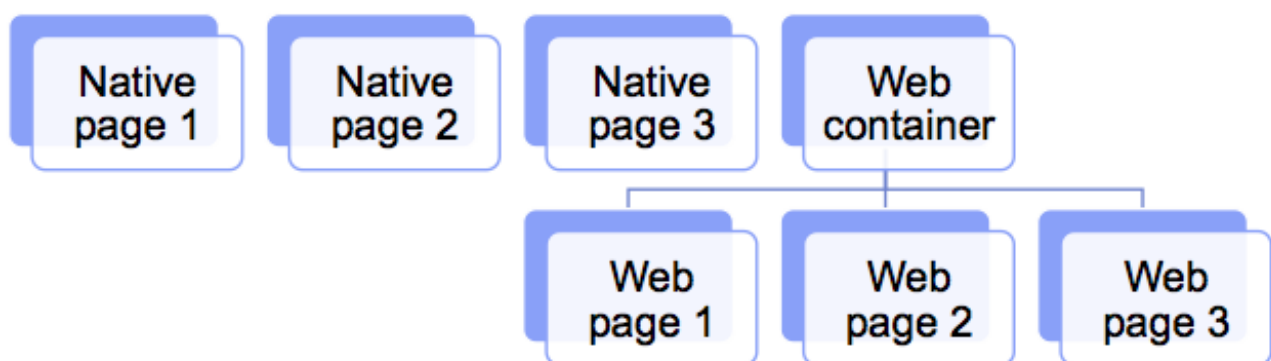 Native
page 1
Native
page 2
Native
page 3
Web
container
Web
page 1
Web
page 2
Web
page 3